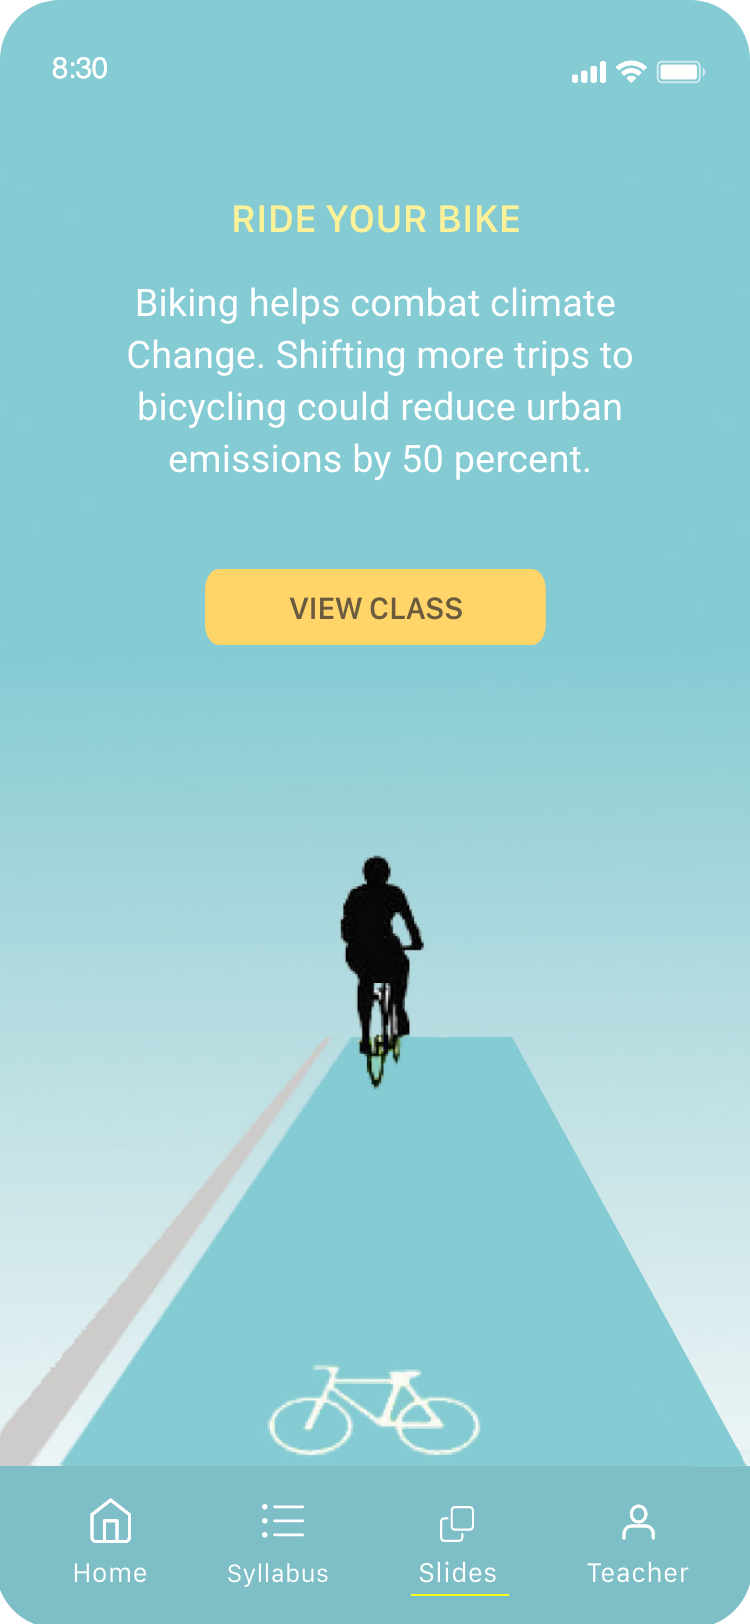 8:30
RIDE YOUR BIKE
Biking helps combat climate
Change. Shifting more trips to
bicycling could reduce urban
emissions by 50 percent.
VIEW CLASS
Home
Syllabus
Slides
Teacher